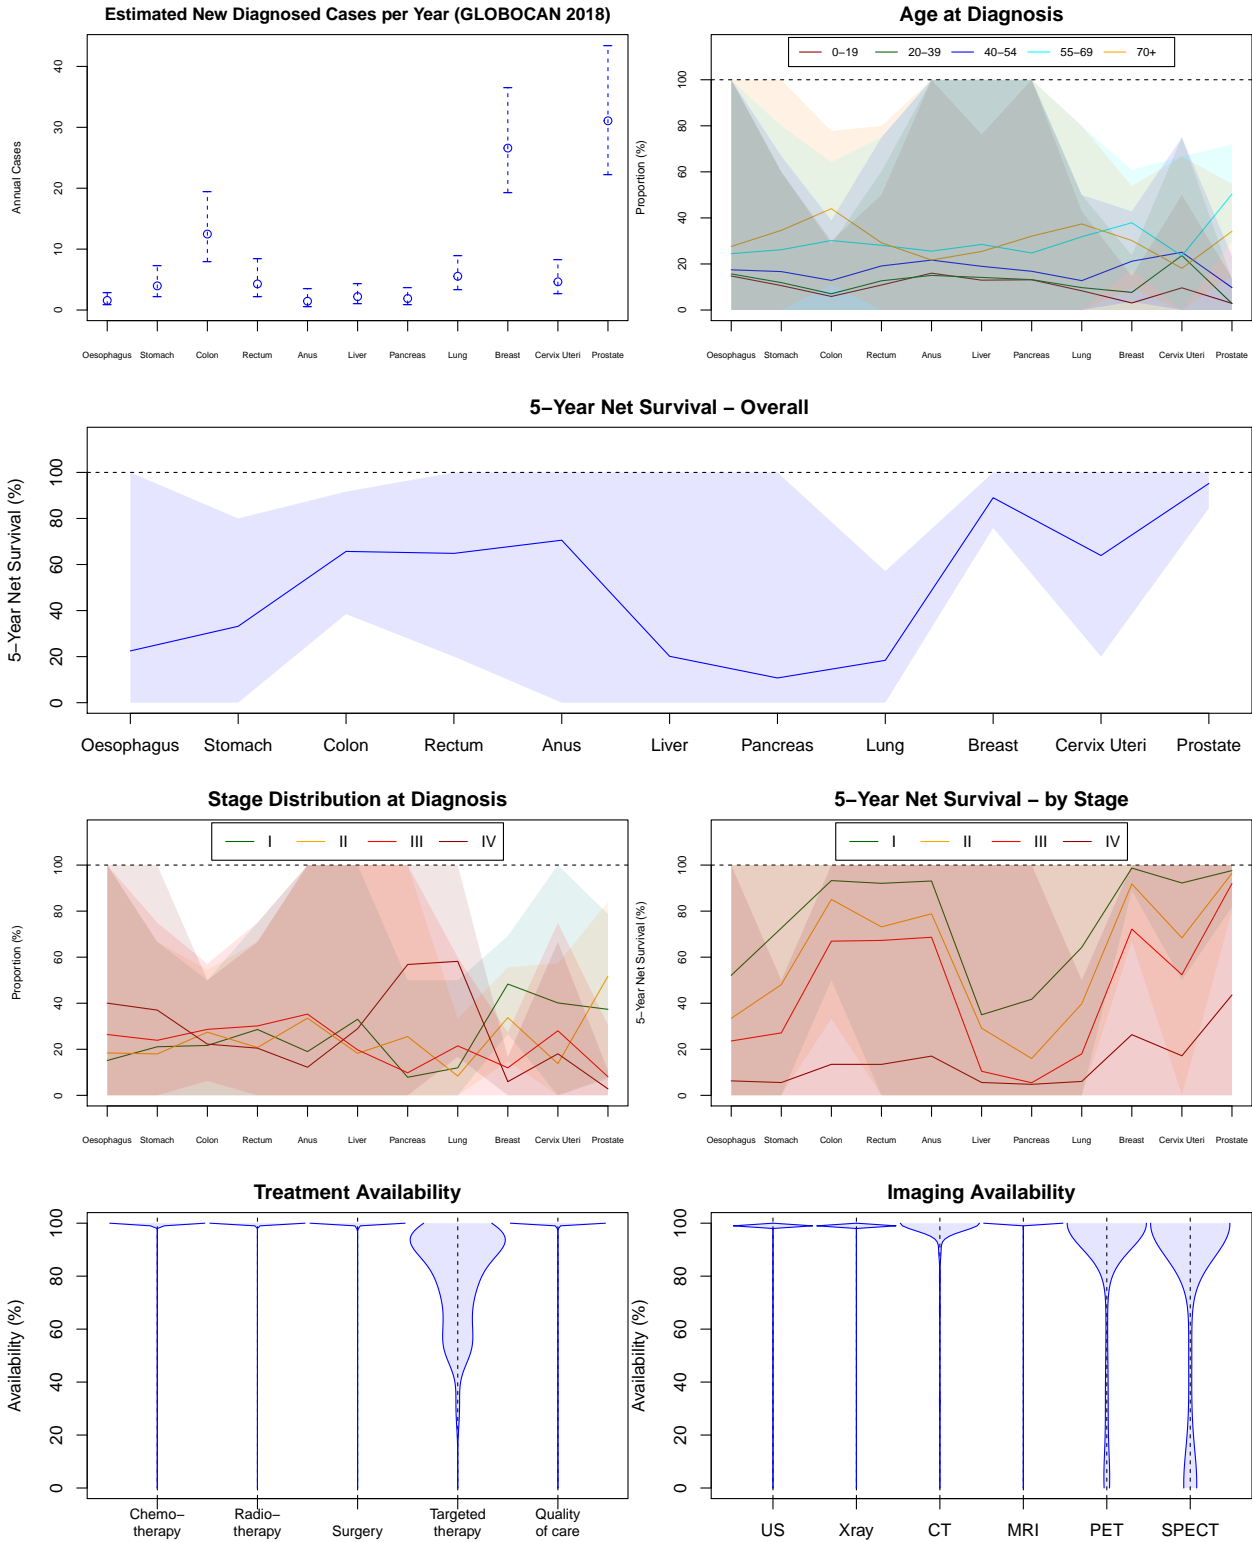 Estimated New Diagnosed Cases per Year (GLOBOCAN 2018)
Annual Cases
0 10 20 30 40
Oesophagus Stomach Colon Rectum Anus Liver Pancreas Lung Breast Cervix Uteri Prostate
Age at Diagnosis
0−19 20−39 40−54 55−69 70+
Proportion (%)
0 20 40 60 80 100
Oesophagus Stomach Colon Rectum Anus Liver Pancreas Lung Breast Cervix Uteri Prostate
5−Year Net Survival − Overall
5−Year Net Survival (%)
0 20 40 60 80 100
Oesophagus Stomach Colon Rectum Anus Liver Pancreas Lung Breast Cervix Uteri Prostate
Stage Distribution at Diagnosis
I II III IV
Proportion (%)
0 20 40 60 80 100
Oesophagus Stomach Colon Rectum Anus Liver Pancreas Lung Breast Cervix Uteri Prostate
5−Year Net Survival − by Stage
I II III IV
5−Year Net Survival (%)
0 20 40 60 80 100
Oesophagus Stomach Colon Rectum Anus Liver Pancreas Lung Breast Cervix Uteri Prostate
Treatment Availability
Availability (%)
0 20 40 60 80 100
Chemo− Radio− Targeted Quality
therapy therapy Surgery therapy of care
Imaging Availability
Availability (%)
0 20 40 60 80 100
US Xray CT MRI PET SPECT